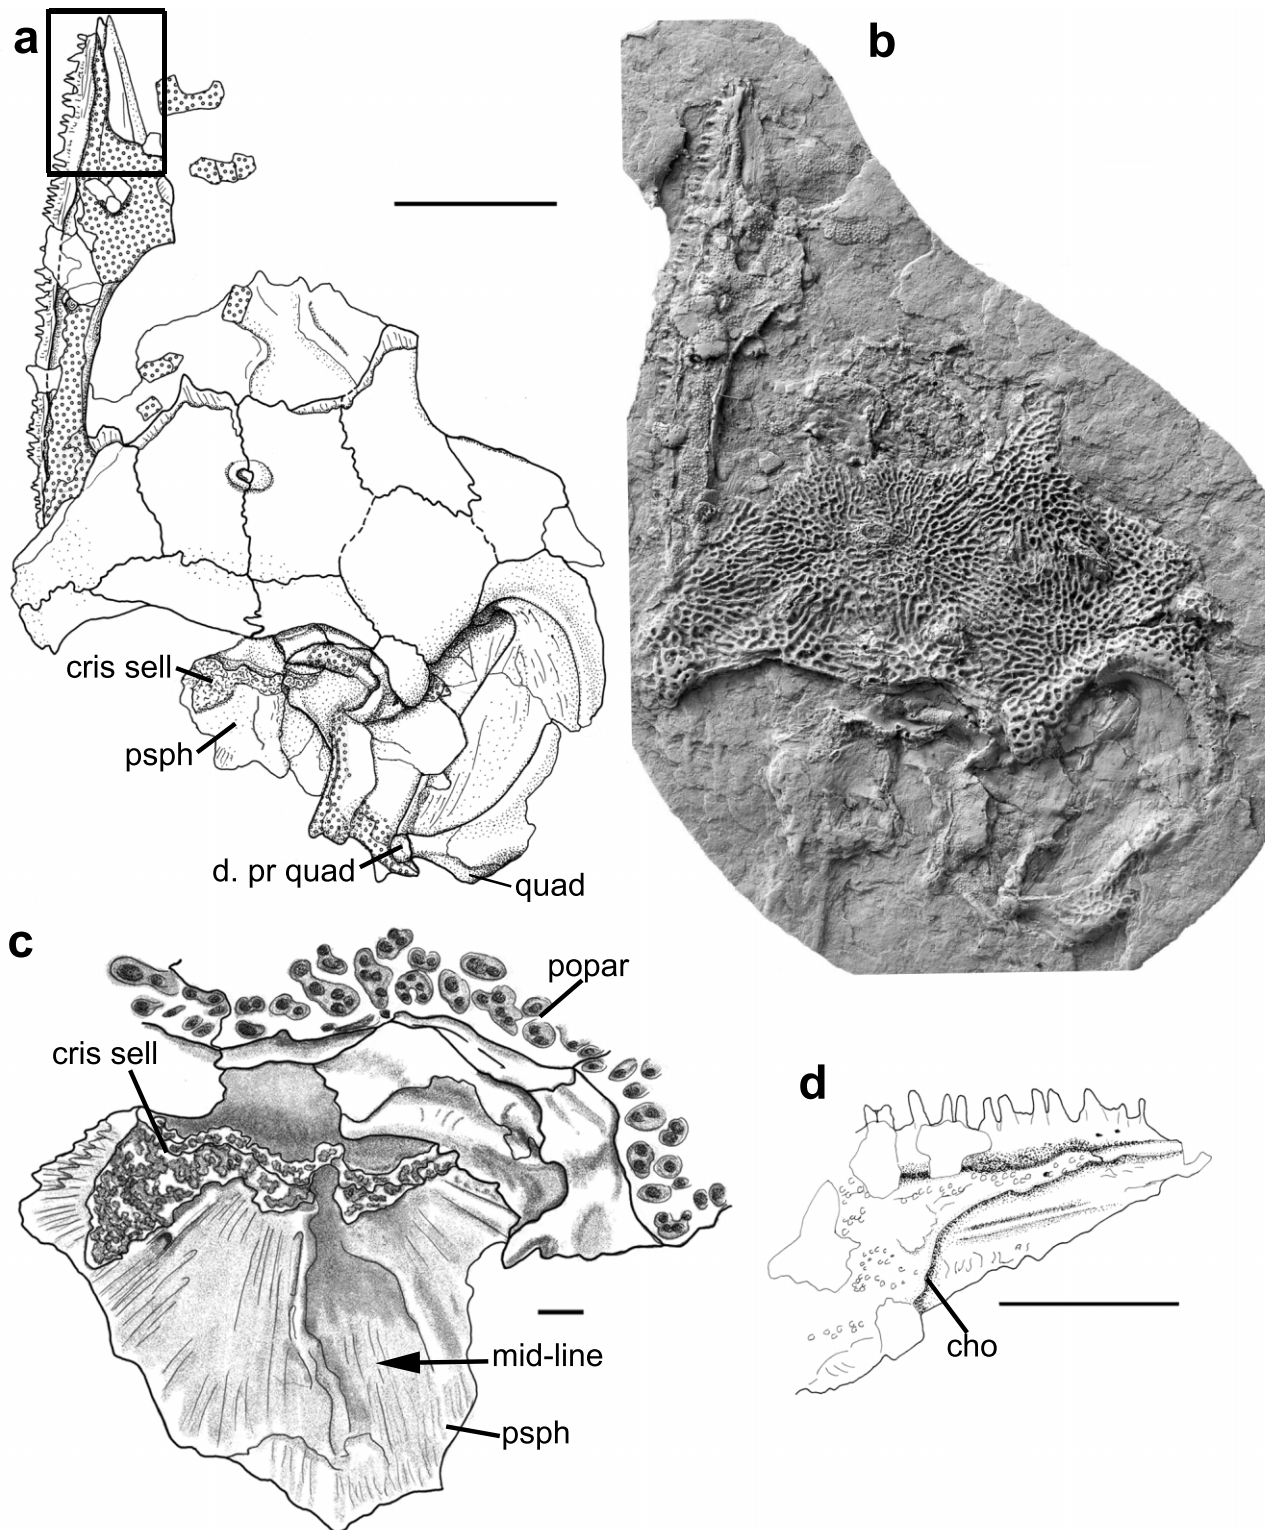 a
b
cris sell
psph
d. pr quad
quad
c
popar
cris sell
d
mid-line
cho
psph